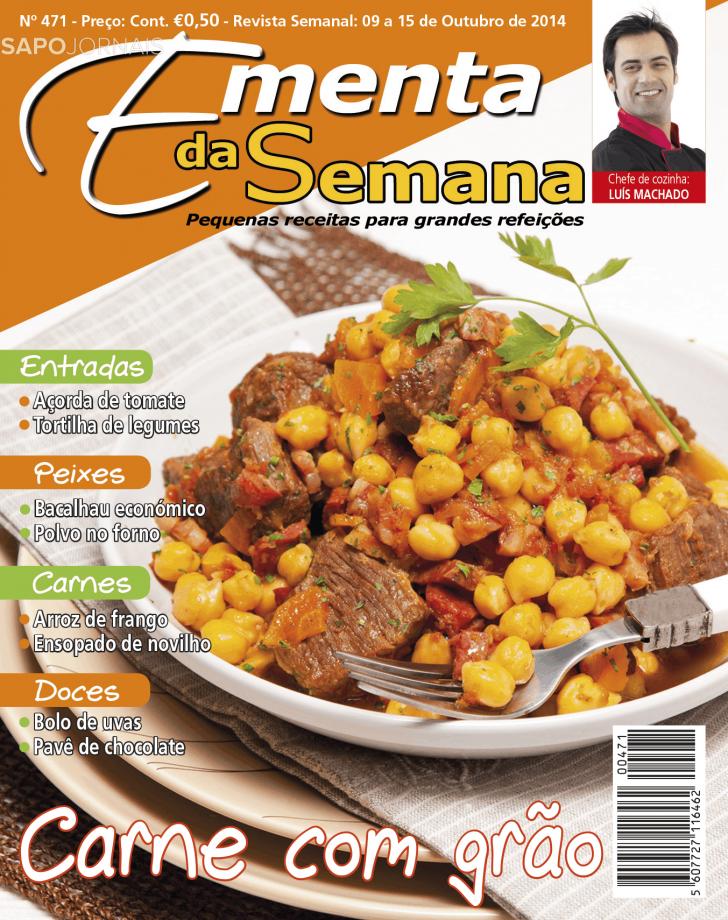 Nº 471 - Preço: Cont. €0,50 - Revista Semanal: 09 a 15 de Outubro de 2014
SAPOJORNAIS
Ementa
da Semana
Pequenas receitas para grandes refeições
Chefe de cozinha:
LUÍS MACHADO
Entradas
Açorda de tomate
Tortilha de legumes
Peixes
Bacalhau económico
Polvo no forno
Carnes
Arroz de frango
Ensopado de novilho
Doces
Bolo de uvas
Pavê de chocolate
Carne com grão
00471
5 607727 116462